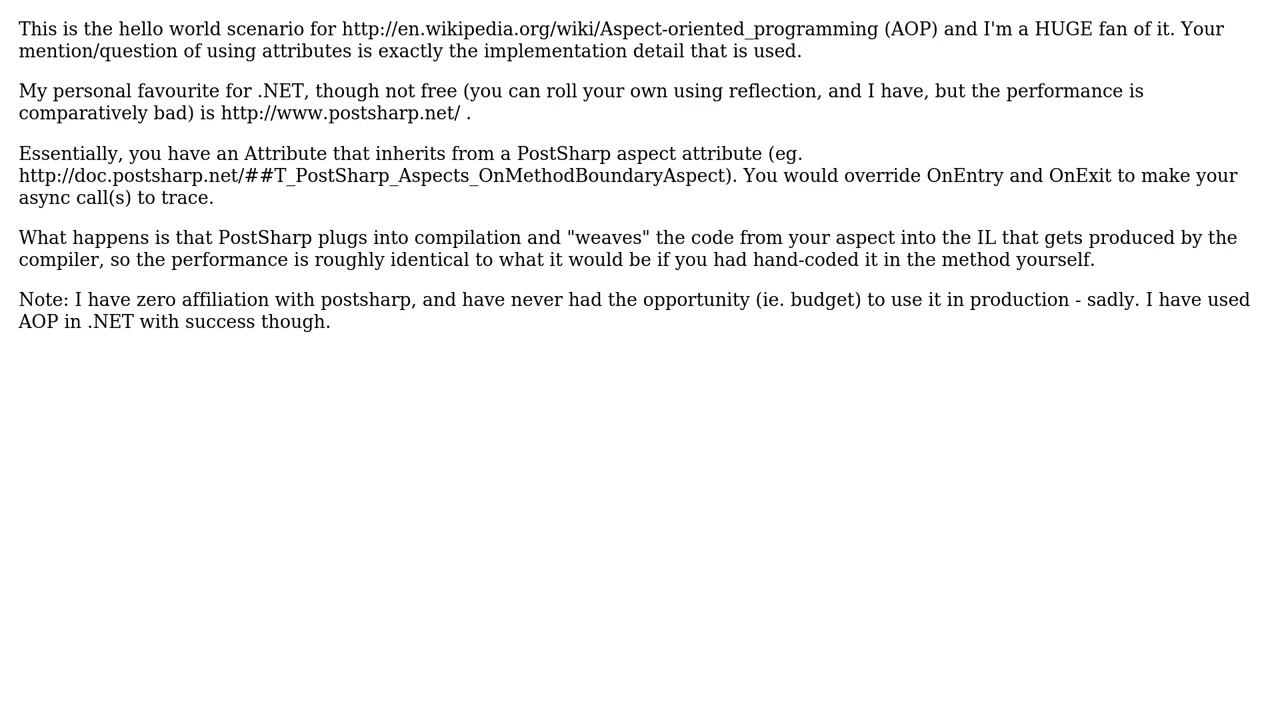 This is the hello world scenario for http://en.wikipedia.org/wiki/Aspect-oriented_programming (AOP) and I'm a HUGE fan of it. Your
mention/question of using attributes is exactly the implementation detail that is used.
My personal favourite for .NET, though not free (you can roll your own using reflection, and I have, but the performance is
comparatively bad) is http://www.postsharp.net/ .
Essentially, you have an Attribute that inherits from a PostSharp aspect attribute (eg.
http://doc.postsharp.net/##T_PostSharp_Aspects_OnMethodBoundaryAspect). You would override OnEntry and OnExit to make your
async call(s) to trace.
What happens is that PostSharp plugs into compilation and "weaves" the code from your aspect into the IL that gets produced by the
compiler, so the performance is roughly identical to what it would be if you had hand-coded it in the method yourself.
Note: I have zero affiliation with postsharp, and have never had the opportunity (ie. budget) to use it in production - sadly. I have used
AOP in .NET with success though.